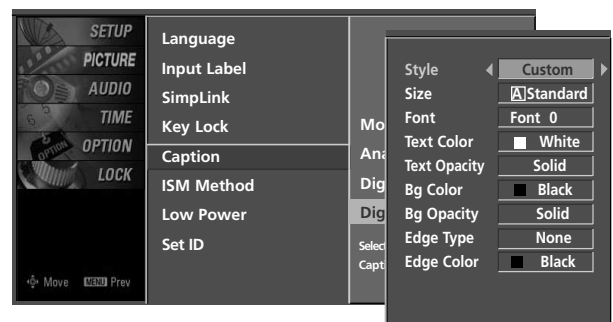 SETUP
PICTURE
AUDIO
TIME
OPTION
LOCK
Move MENU Prev
Language
Input Label
SimpLink
Key Lock
Caption
ISM Method
Low Power
Set ID
Mo
Ana
Dig
Dig
Select
Capti
Style Custom
Size A Standard
Font Font 0
Text Color White
Text Opacity Solid
Bg Color Black
Bg Opacity Solid
Edge Type None
Edge Color Black